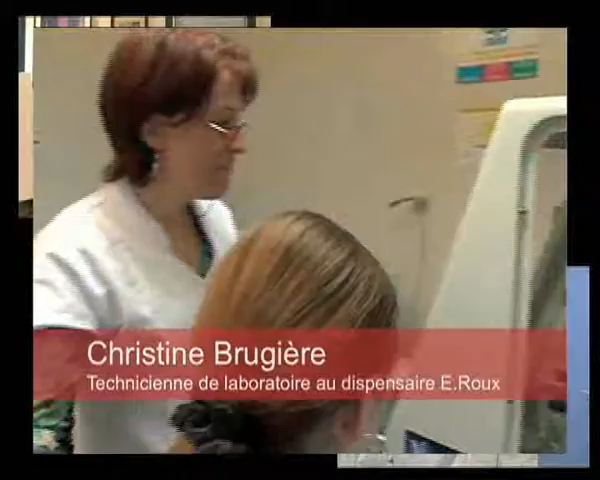 Christine Brugière
Technicienne de laboratoire au dispensaire E.Roux